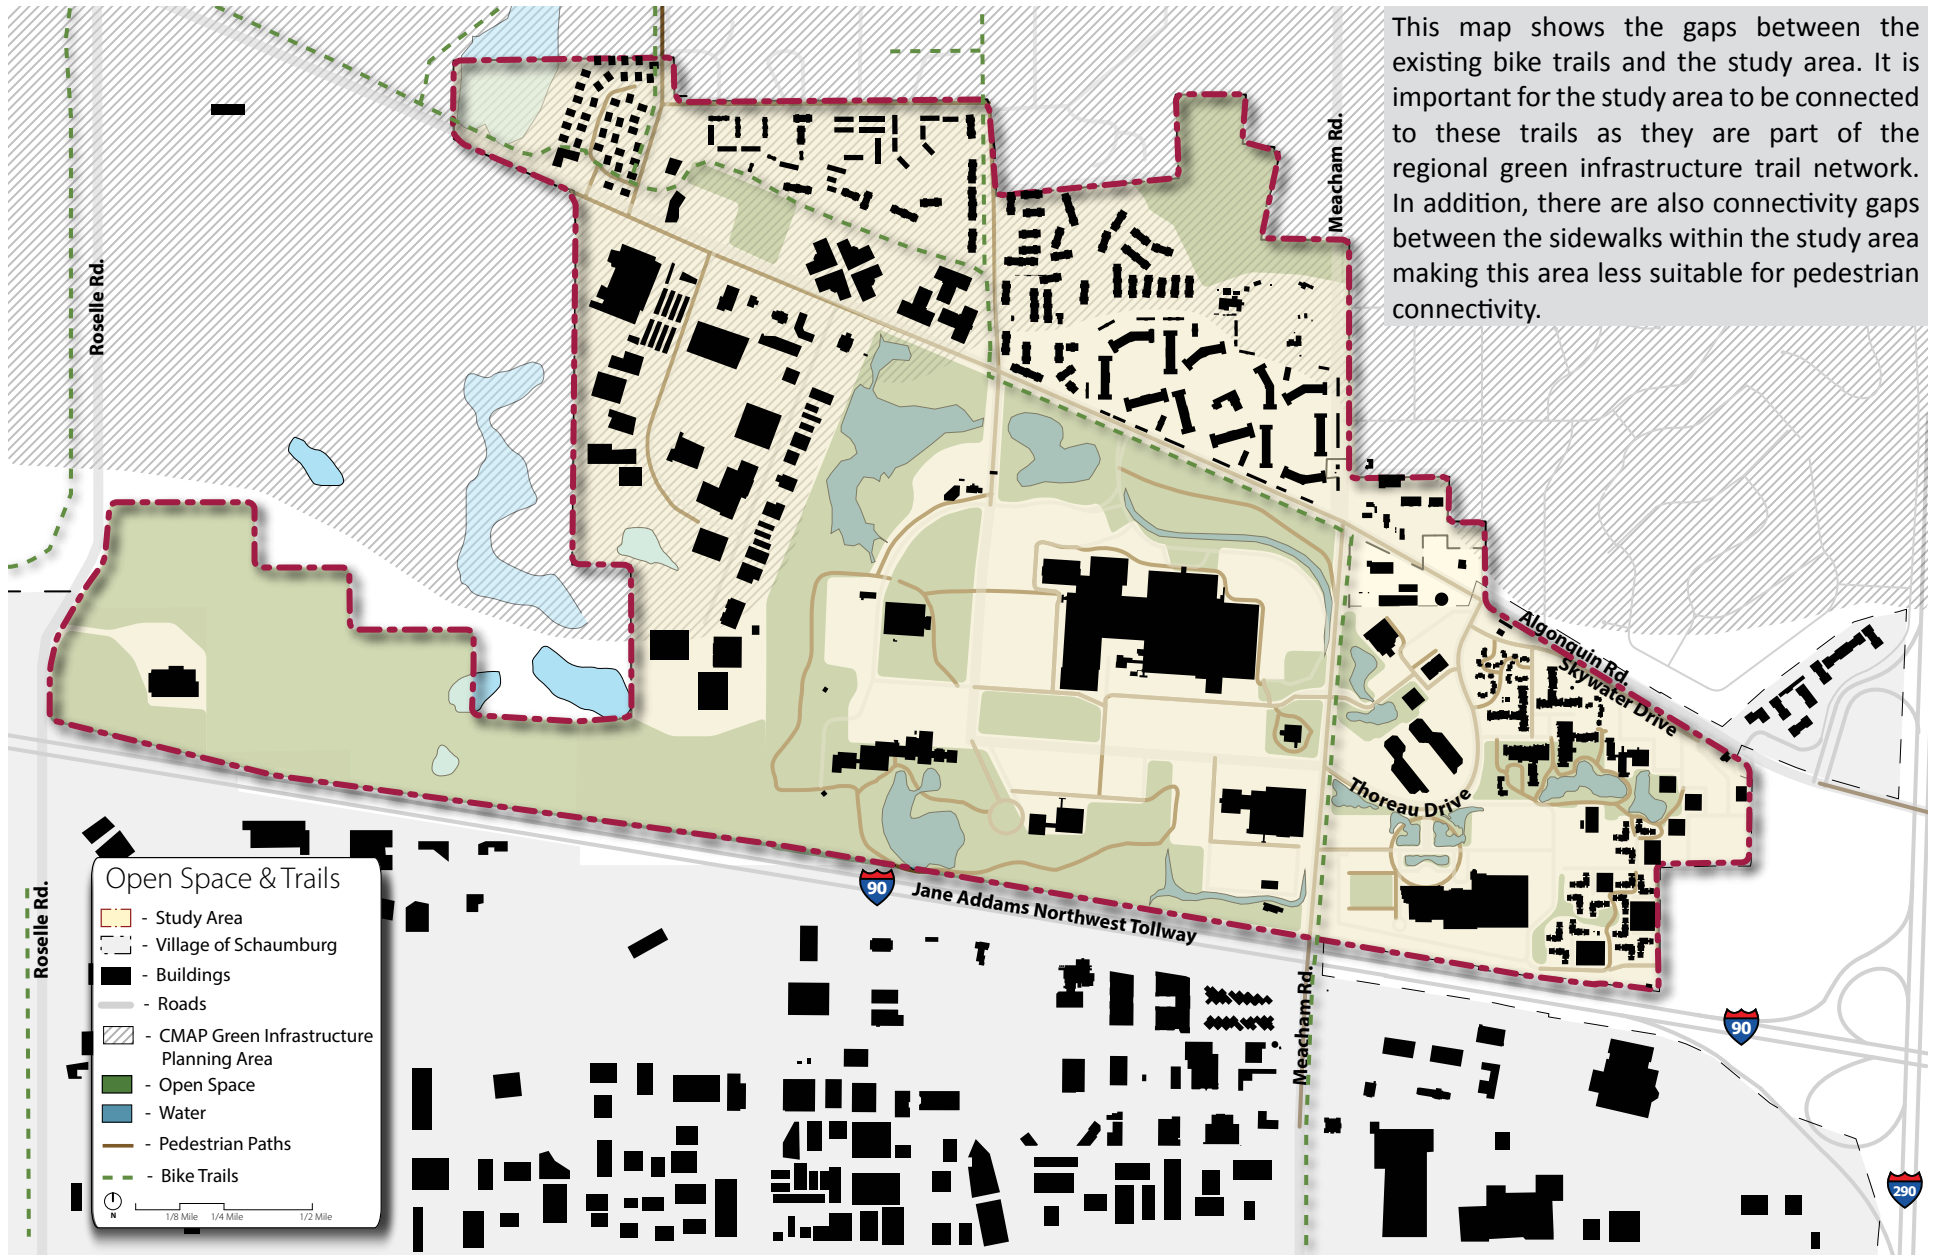 This map shows the gaps between the
existing bike trails and the study area. It is
important for the study area to be connected
to these trails as they are part of the
regional green infrastructure trail network.
In addition, there are also connectivity gaps
between the sidewalks within the study area
making this area less suitable for pedestrian
connectivity.
Meacham Rd.
Roselle Rd.
Algonquin Rd.
Skywater Drive
Thoreau Drive
90
Jane Addams Northwest Tollway
Roselle Rd.
Meacham Rd.
90
290
Open Space & Trails
- Study Area
- Village of Schaumburg
- Buildings
- Roads
- CMAP Green Infrastructure
Planning Area
- Open Space
- Water
- Pedestrian Paths
- Bike Trails
N
1/8 Mile 1/4 Mile 1/2 Mile